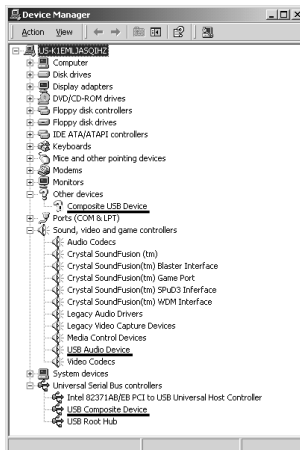 Device Manager
Action View
US-K1EMLJASQIHZ
Computer
Disk drives
Display adapters
DVD/CD-ROM drives
Floppy disk controllers
Floppy disk drives
IDE ATA/ATAPI controllers
Keyboards
Mice and other pointing devices
Modems
Monitors
Other devices
Composite USB Device
Ports (COM & LPT)
Sound, video and game controllers
Audio Codecs
Crystal SoundFusion (tm)
Crystal SoundFusion(tm) Blaster Interface
Crystal SoundFusion(tm) Game Port
Crystal SoundFusion(tm) SPuD3 Inferface
Crystal SoundFusion(tm) WDM Interface
Legacy Audio Drivers
Legacy Video Capture Devices
Media Control Devices
USB Audio Device
Video Codecs
System devices
Universal Serial Bus controllers
Intel 82371AB/EB PCI to USB Universal Host Controller
USB Composite Device
USB Root Hub